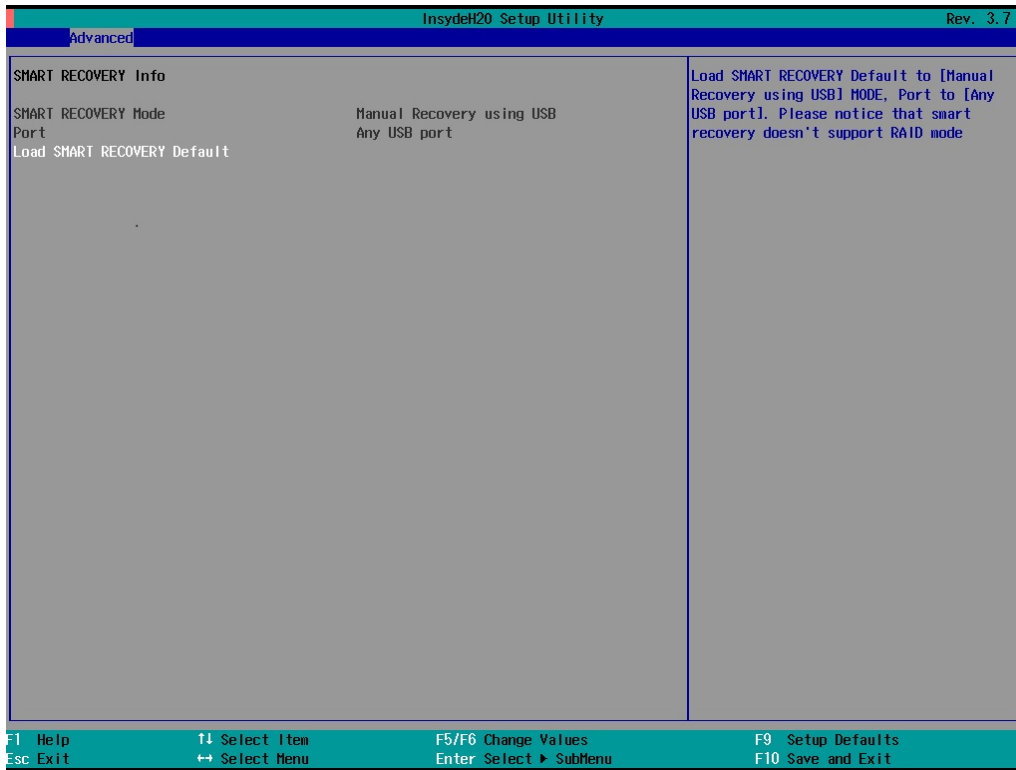 InsydeH20 Setup Utility Rev. 3.7
Advanced
SMART RECOVERY Info
SMART RECOVERY Mode Manual Recovery using USB
Port Any USB port
Load SMART RECOVERY Default
Load SMART RECOVERY Default to [Manual
Recovery using USB] MODE, Port to [Any
USB port]. Please notice that smart
recovery doesn't support RAID mode
F1 Help ↑↓ Select Item F5/F6 Change Values F9 Setup Defaults
Esc Exit ↔ Select Menu Enter Select ▶ SubMenu F10 Save and Exit